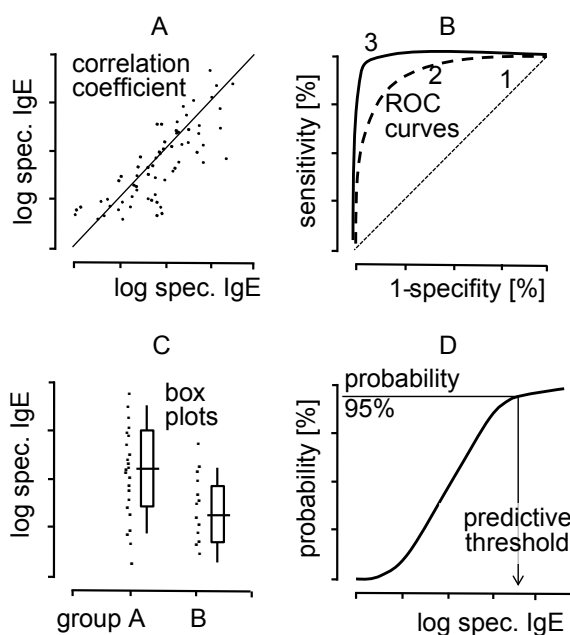 A
log spec. IgE
correlation
coefficient
log spec. IgE
B
sensitivity [%]
3
2
1
ROC
curves
1-specifity [%]
C
log spec. IgE
box
plots
group A
B
D
probability [%]
probability
95%
predictive
threshold
log spec. IgE